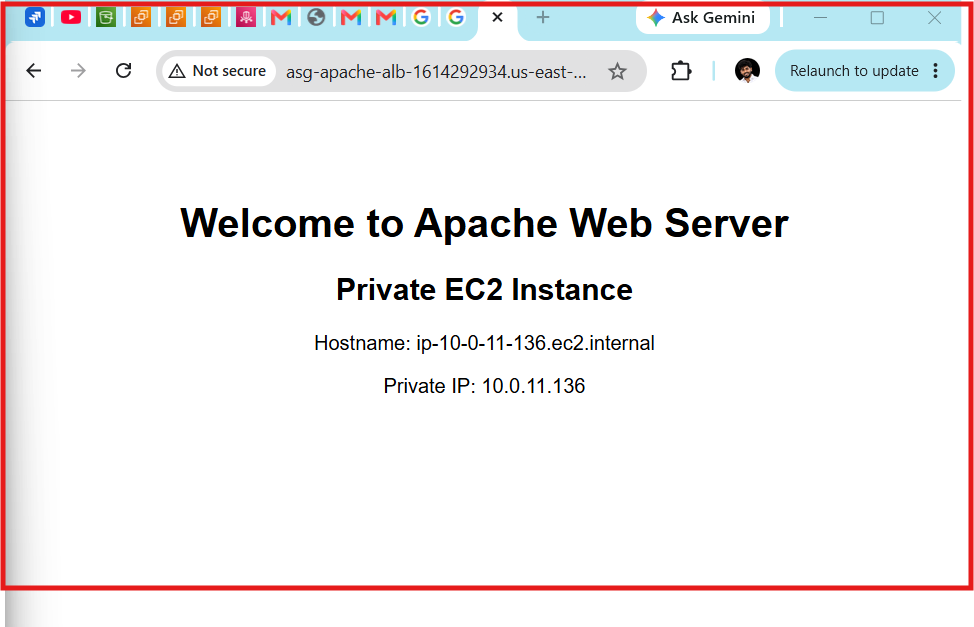 Ask Gemini
Not secure
asg-apache-alb-1614292934.us-east-...
Relaunch to update
Welcome to Apache Web Server
Private EC2 Instance
Hostname: ip-10-0-11-136.ec2.internal
Private IP: 10.0.11.136